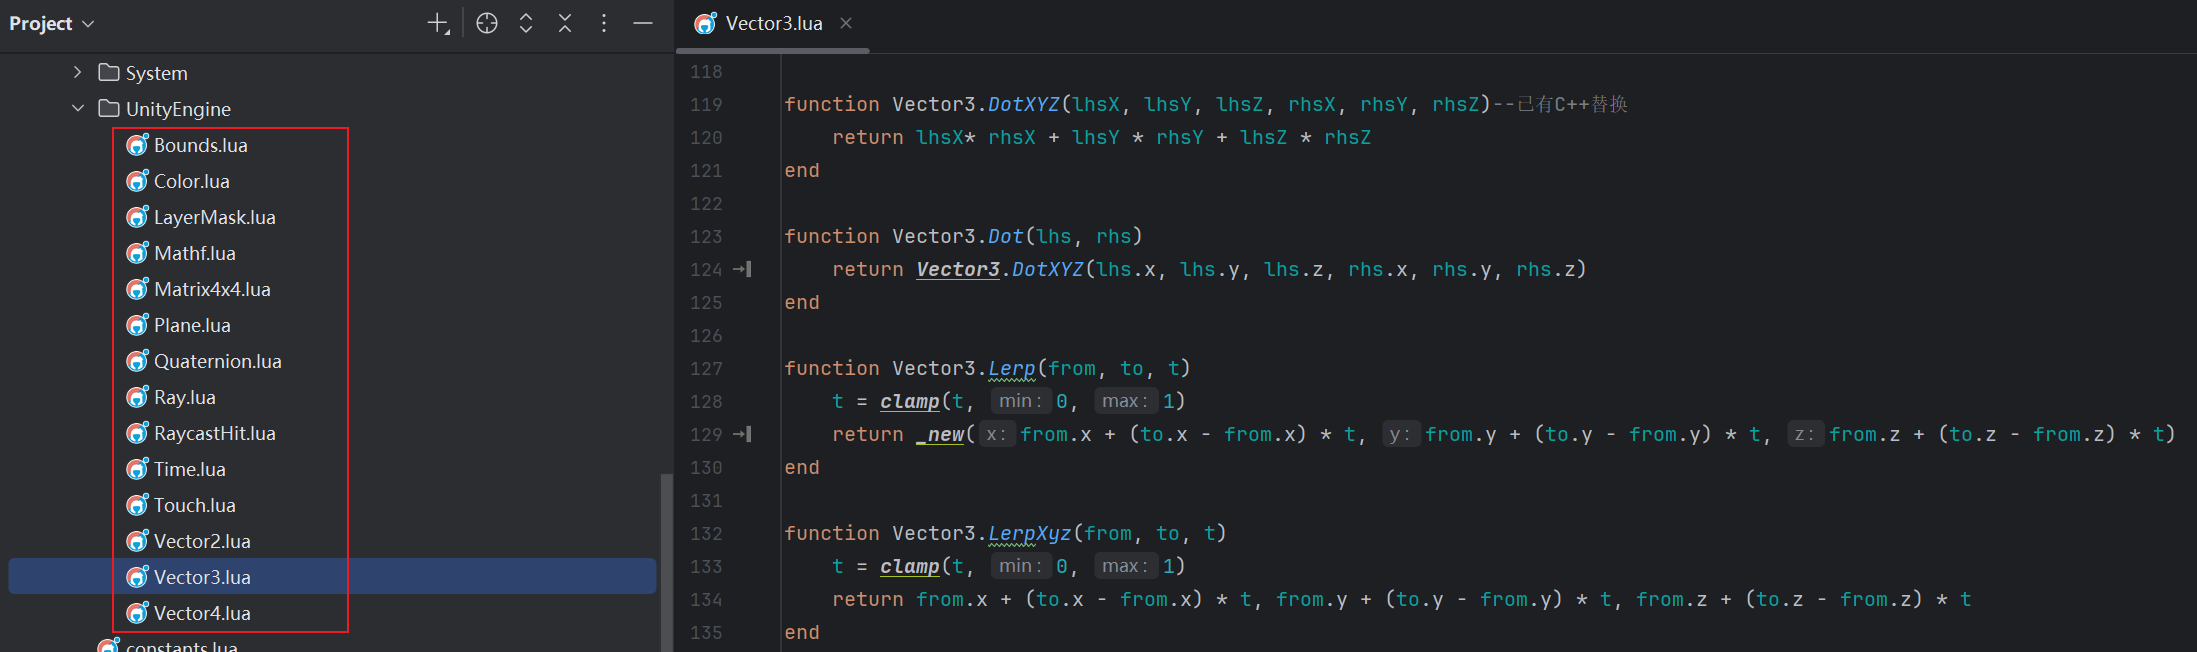 Project
System
UnityEngine
Bounds.lua
Color.lua
LayerMask.lua
Mathf.lua
Matrix4x4.lua
Plane.lua
Quaternion.lua
Ray.lua
RaycastHit.lua
Time.lua
Touch.lua
Vector2.lua
Vector3.lua
Vector4.lua
constants.lua
Vector3.lua
118
119 function Vector3.DotXYZ(lhsX, lhsY, lhsZ, rhsX, rhsY, rhsZ)--已有C++替换
120 return lhsX* rhsX + lhsY * rhsY + lhsZ * rhsZ
121 end
122
123 function Vector3.Dot(lhs, rhs)
124 return Vector3.DotXYZ(lhs.x, lhs.y, lhs.z, rhs.x, rhs.y, rhs.z)
125 end
126
127 function Vector3.Lerp(from, to, t)
128 t = clamp(t, min: 0, max: 1)
129 return _new( x: from.x + (to.x - from.x) * t, y: from.y + (to.y - from.y) * t, z: from.z + (to.z - from.z) * t)
130 end
131
132 function Vector3.LerpXyz(from, to, t)
133 t = clamp(t, min: 0, max: 1)
134 return from.x + (to.x - from.x) * t, from.y + (to.y - from.y) * t, from.z + (to.z - from.z) * t
135 end